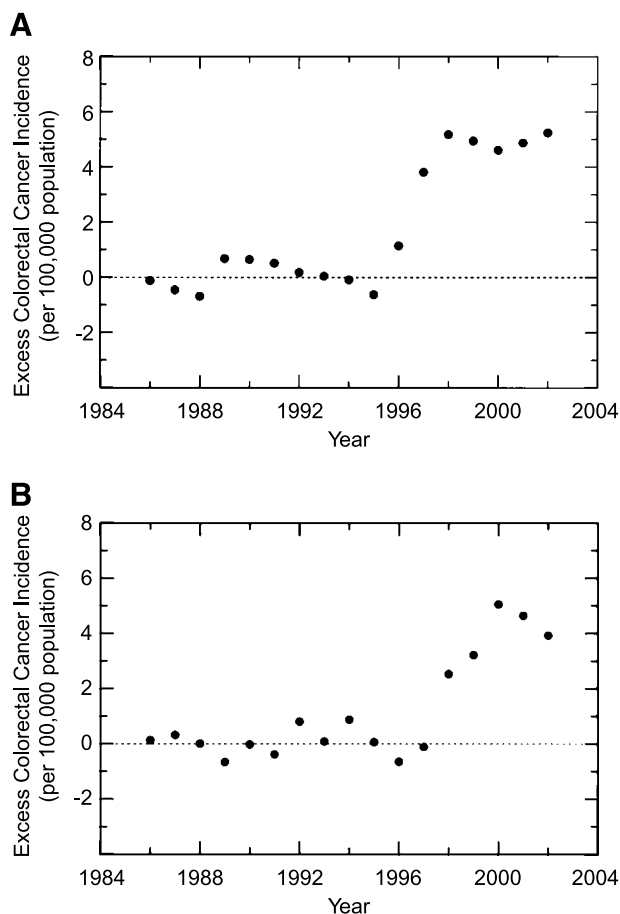 A
Excess Colorectal Cancer Incidence
(per 100,000 population)
8
6
4
2
0
-2
1984 1988 1992 1996 2000 2004
Year
B
Excess Colorectal Cancer Incidence
(per 100,000 population)
8
6
4
2
0
-2
1984 1988 1992 1996 2000 2004
Year